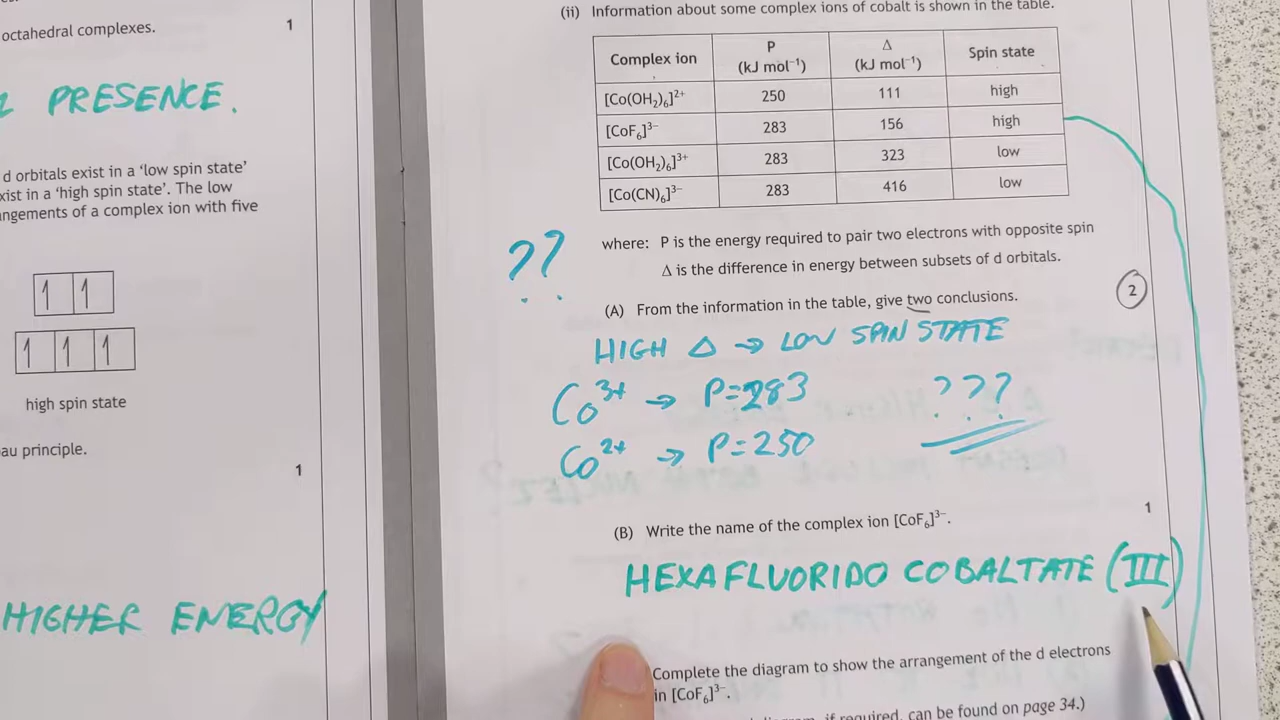 octahedral complexes.
1
PRESENCE.
d orbitals exist in a 'low spin state'
exist in a 'high spin state'. The low
angements of a complex ion with five
1 1
1 1 1
high spin state
au principle.
1
HIGHER ENERGY
(ii) Information about some complex ions of cobalt is shown in the table.
Complex ion P (kJ mol⁻¹) Δ (kJ mol⁻¹) Spin state
[Co(OH₂)₆]²⁺ 250 111 high
[CoF₆]³⁻ 283 156 high
[Co(OH₂)₆]³⁺ 283 323 low
[Co(CN)₆]³⁻ 283 416 low
??
where: P is the energy required to pair two electrons with opposite spin
Δ is the difference in energy between subsets of d orbitals.
(A) From the information in the table, give two conclusions.
2
HIGH Δ → LOW SPIN STATE
Co³⁺ → P=283 ???
Co²⁺ → P=250
(B) Write the name of the complex ion [CoF₆]³⁻.
1
HEXAFLUORIDO COBALTATE (III)
Complete the diagram to show the arrangement of the d electrons
in [CoF₆]³⁻.
if required, can be found on page 34.)